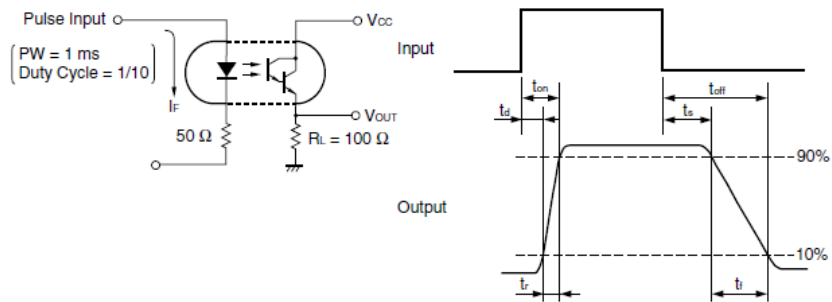 Pulse Input
PW = 1 ms
Duty Cycle = 1/10
IF
50 Ω
VCC
VOUT
RL = 100 Ω
Input
ton
toff
td
ts
90%
Output
10%
tr
tf